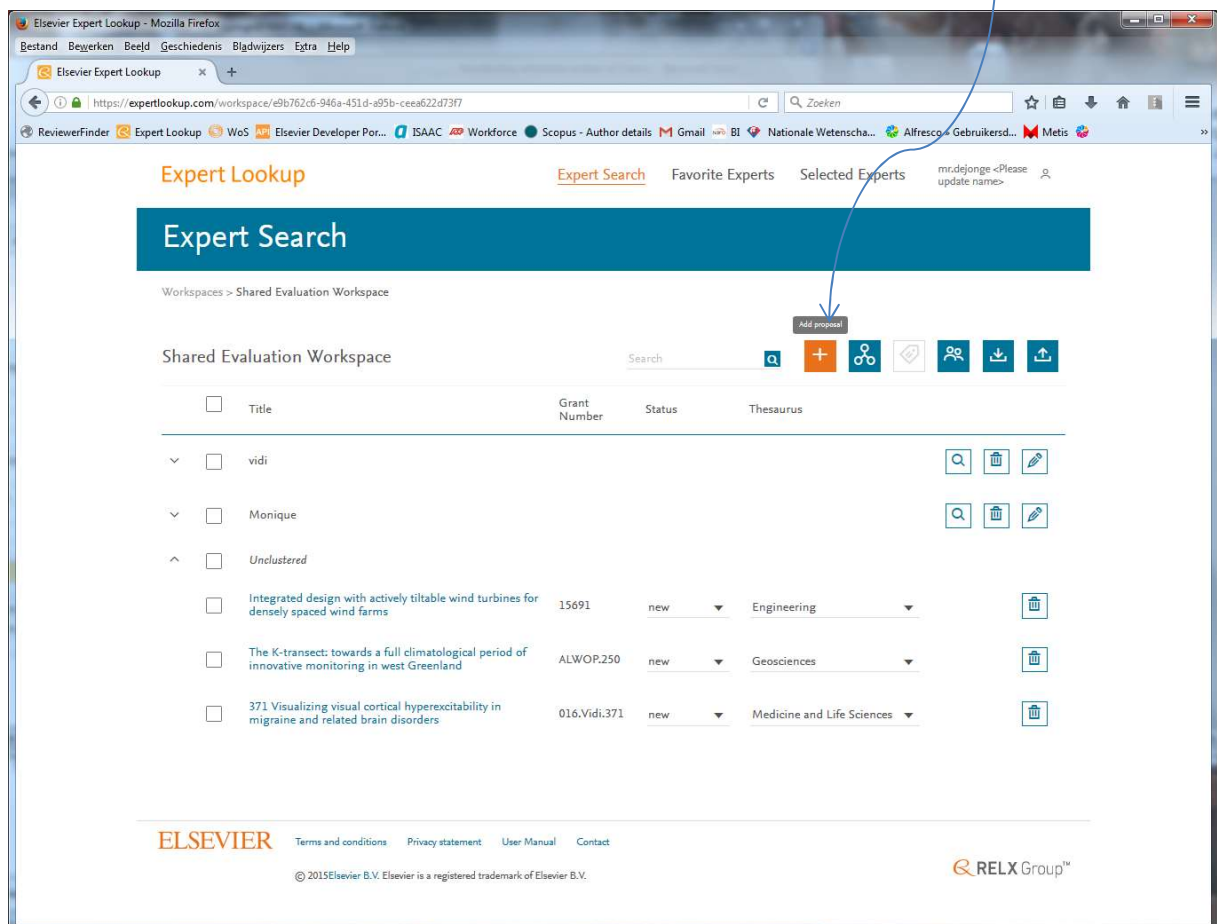 Elsevier Expert Lookup - Mozilla Firefox
Bestand Bewerken Beeld Geschiedenis Bladwijzers Extra Help
Elsevier Expert Lookup × +
https://expertlookup.com/workspace/e9b762c6-946a-451d-a95b-ceea622d73f7 Zoeken
ReviewerFinder Expert Lookup WoS API Elsevier Developer Por... ISAAC ADP Workforce Scopus - Author details Gmail BI Nationale Wetenscha... Alfresco » Gebruikersd... Metis »
Expert Lookup Expert Search Favorite Experts Selected Experts mr.dejonge <Please
update name>
Expert Search
Workspaces > Shared Evaluation Workspace
Add proposal
Shared Evaluation Workspace Search
Title Grant Number Status Thesaurus
vidi
Monique
Unclustered
Integrated design with actively tiltable wind turbines for
densely spaced wind farms 15691 new Engineering
The K-transect: towards a full climatological period of
innovative monitoring in west Greenland ALWOP.250 new Geosciences
371 Visualizing visual cortical hyperexcitability in
migraine and related brain disorders 016.Vidi.371 new Medicine and Life Sciences
ELSEVIER Terms and conditions Privacy statement User Manual Contact
© 2015Elsevier B.V. Elsevier is a registered trademark of Elsevier B.V.
RELX Group™